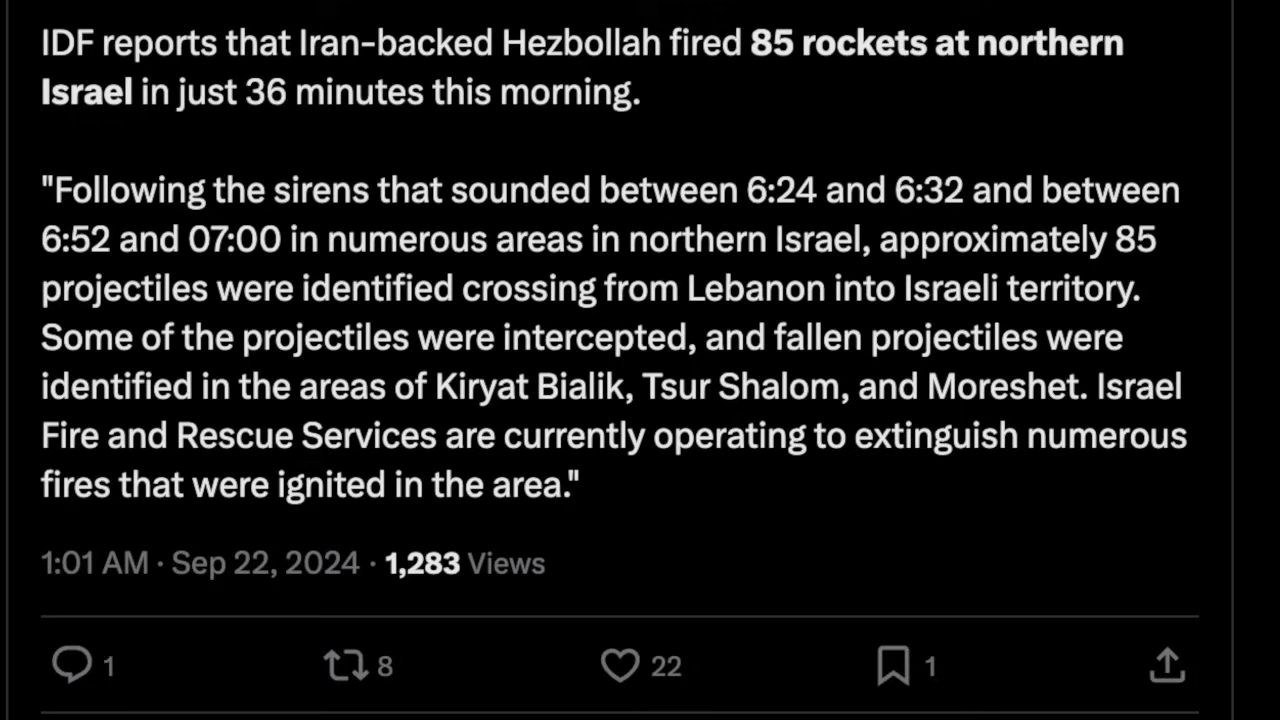 IDF reports that Iran-backed Hezbollah fired 85 rockets at northern
Israel in just 36 minutes this morning.
"Following the sirens that sounded between 6:24 and 6:32 and between
6:52 and 07:00 in numerous areas in northern Israel, approximately 85
projectiles were identified crossing from Lebanon into Israeli territory.
Some of the projectiles were intercepted, and fallen projectiles were
identified in the areas of Kiryat Bialik, Tsur Shalom, and Moreshet. Israel
Fire and Rescue Services are currently operating to extinguish numerous
fires that were ignited in the area."
1:01 AM · Sep 22, 2024 · 1,283 Views
1 8 22 1